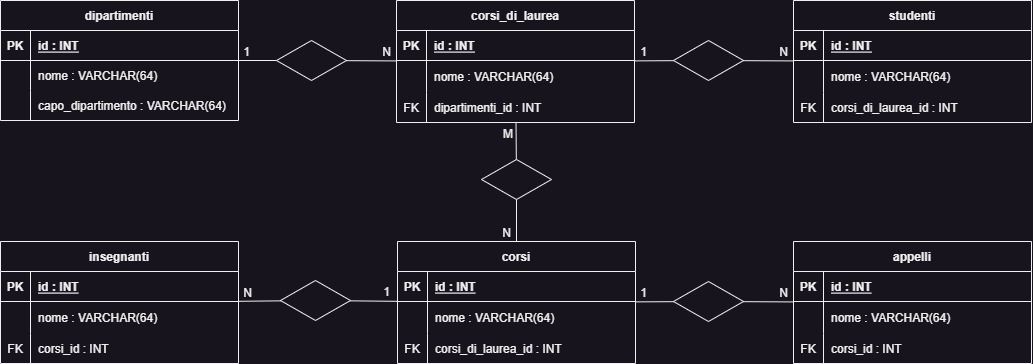 dipartimenti
PK id : INT
nome : VARCHAR(64)
capo_dipartimento : VARCHAR(64)
1
N
corsi_di_laurea
PK id : INT
nome : VARCHAR(64)
FK dipartimenti_id : INT
1
N
studenti
PK id : INT
nome : VARCHAR(64)
FK corsi_di_laurea_id : INT
M
N
insegnanti
PK id : INT
nome : VARCHAR(64)
FK corsi_id : INT
N
1
corsi
PK id : INT
nome : VARCHAR(64)
FK corsi_di_laurea_id : INT
1
N
appelli
PK id : INT
nome : VARCHAR(64)
FK corsi_id : INT